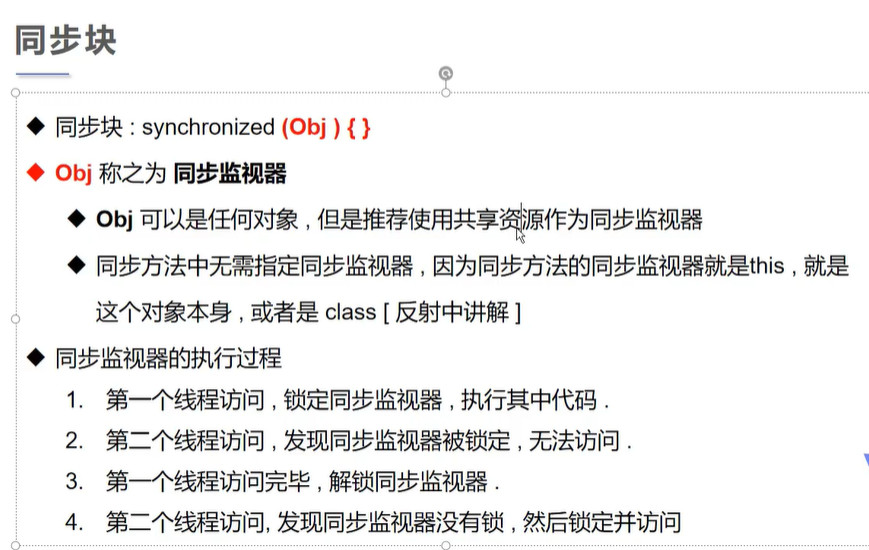 同步块
◆ 同步块 : synchronized (Obj ) { }
◆ Obj 称之为 同步监视器
◆ Obj 可以是任何对象 , 但是推荐使用共享资源作为同步监视器
◆ 同步方法中无需指定同步监视器 , 因为同步方法的同步监视器就是this , 就是
这个对象本身 , 或者是 class [ 反射中讲解 ]
◆ 同步监视器的执行过程
1. 第一个线程访问 , 锁定同步监视器 , 执行其中代码 .
2. 第二个线程访问 , 发现同步监视器被锁定 , 无法访问 .
3. 第一个线程访问完毕 , 解锁同步监视器 .
4. 第二个线程访问, 发现同步监视器没有锁 , 然后锁定并访问